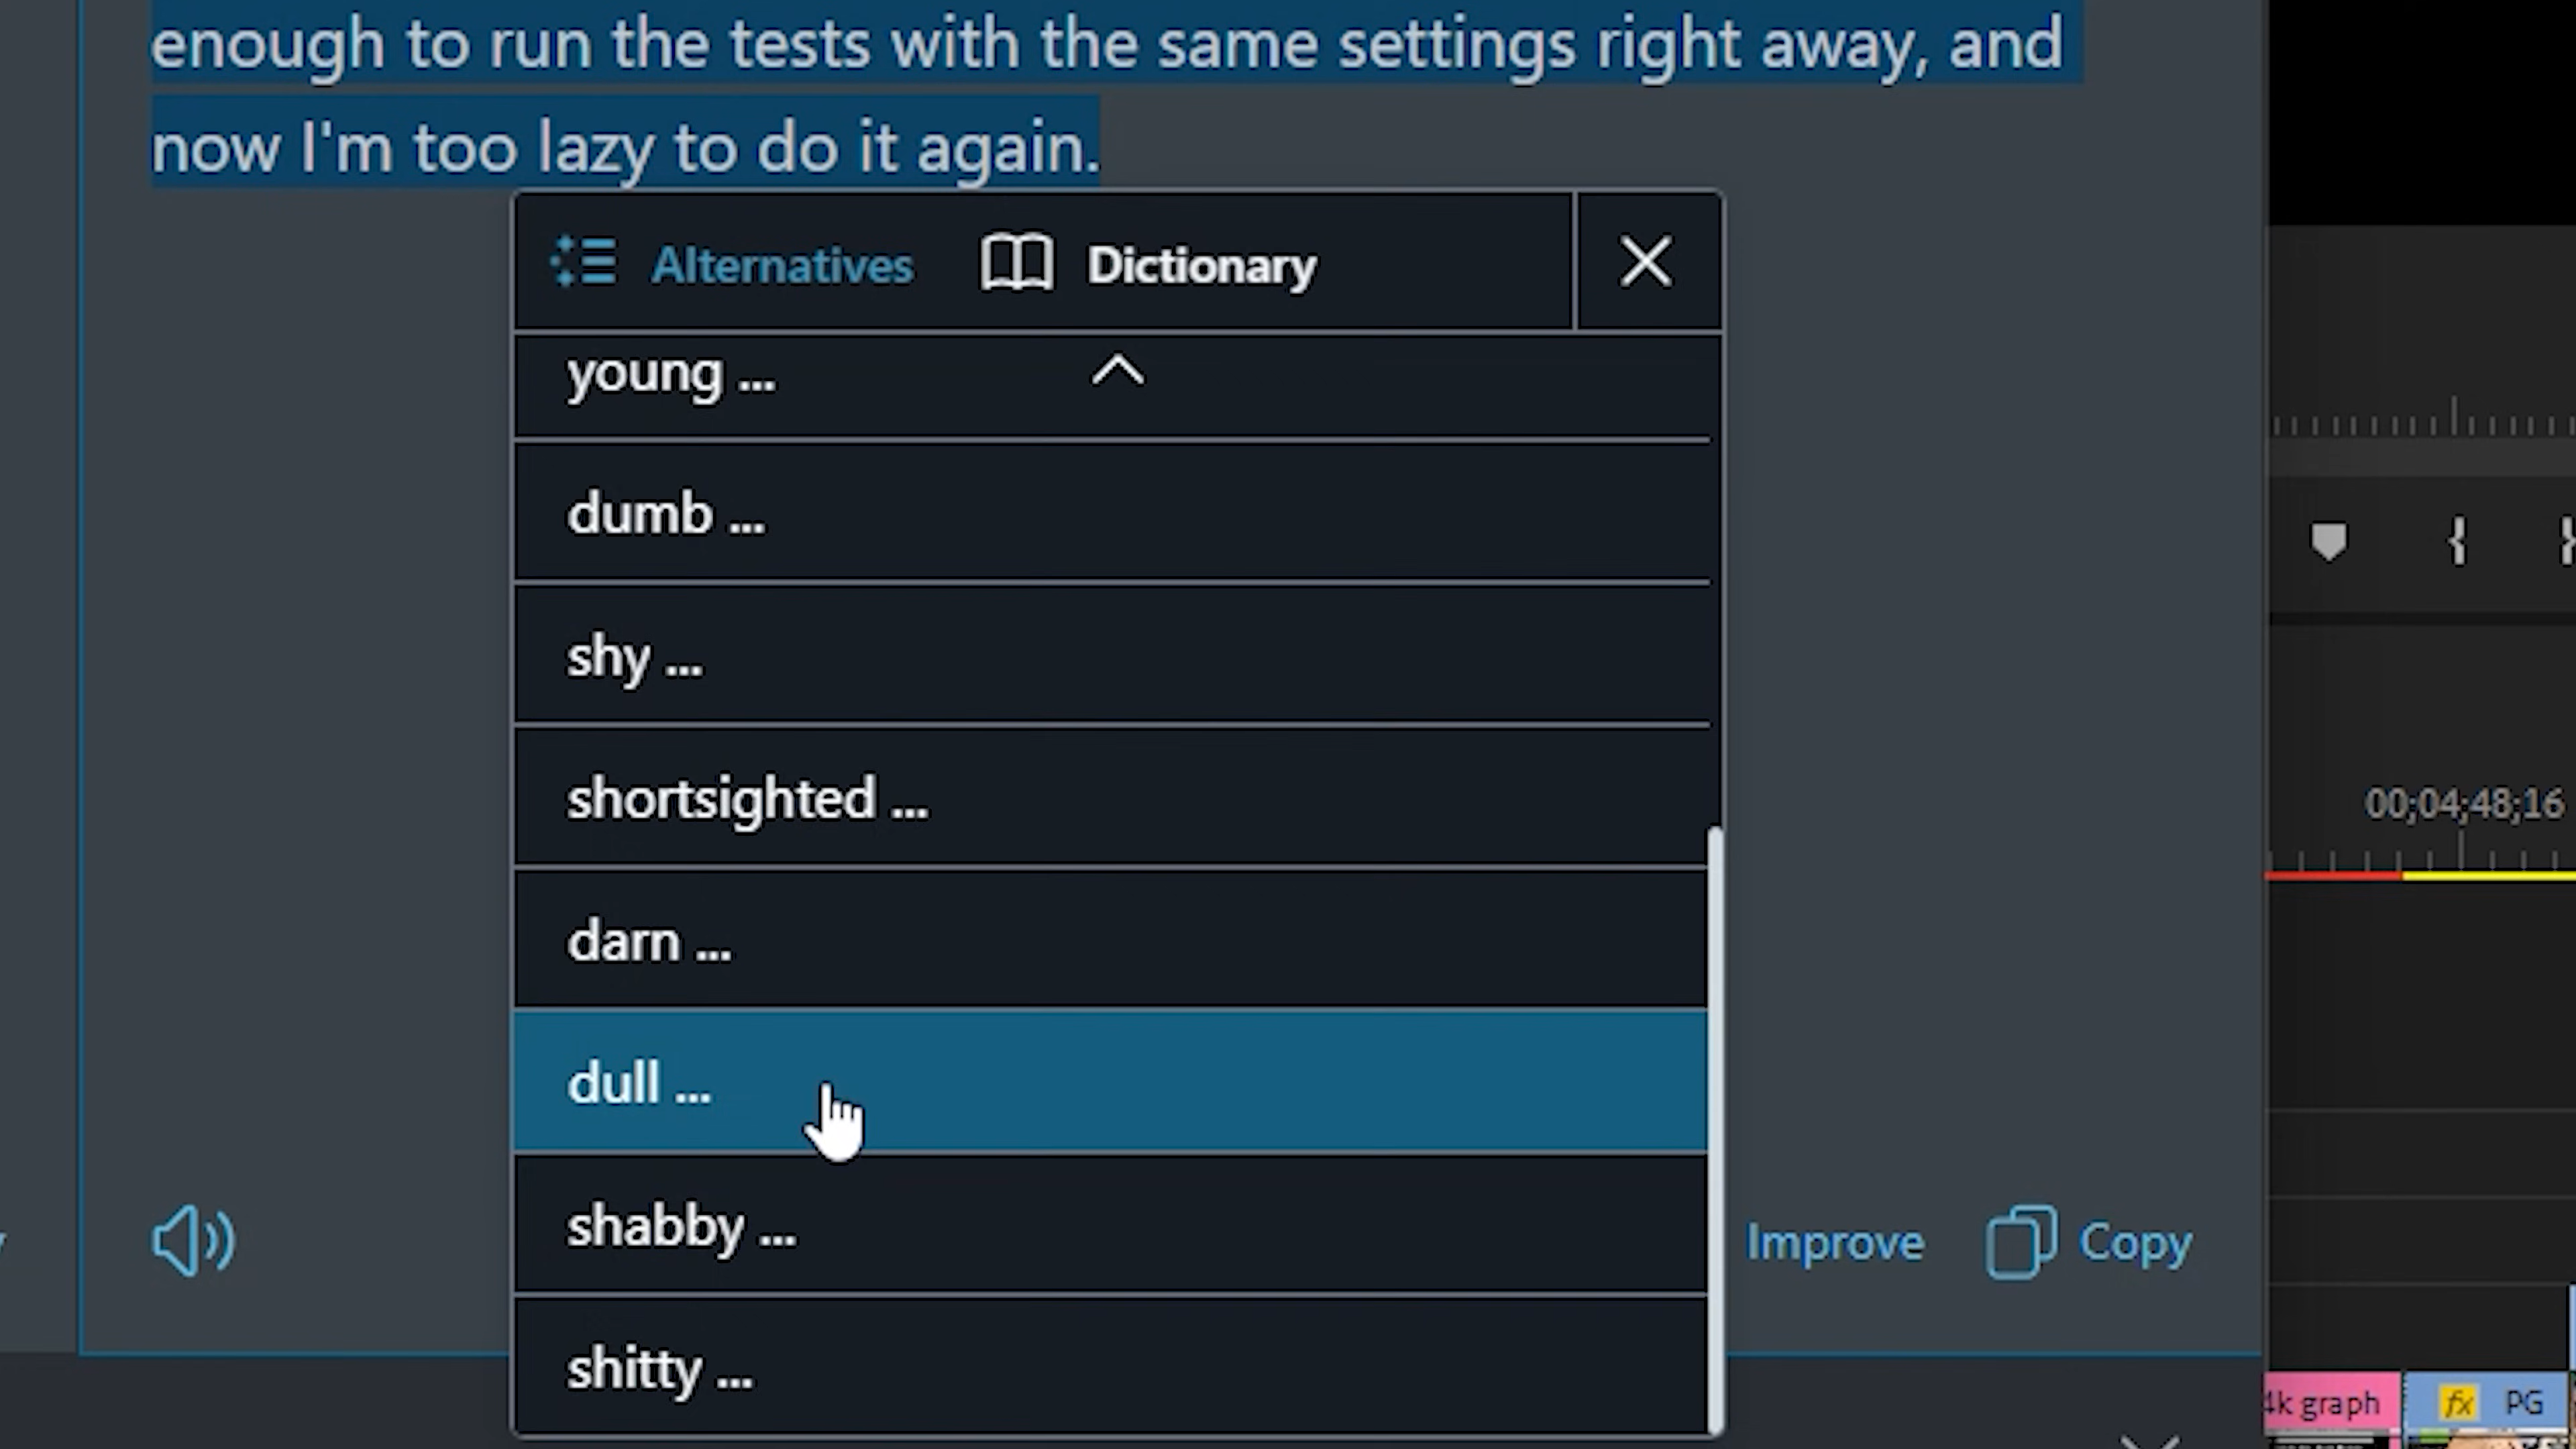 enough to run the tests with the same settings right away, and
now I'm too lazy to do it again.
Alternatives Dictionary
young ...
dumb ...
shy ...
shortsighted ...
darn ...
dull ...
shabby ...
shitty ...
Improve Copy
00;04;48;16
4k graph fx PG